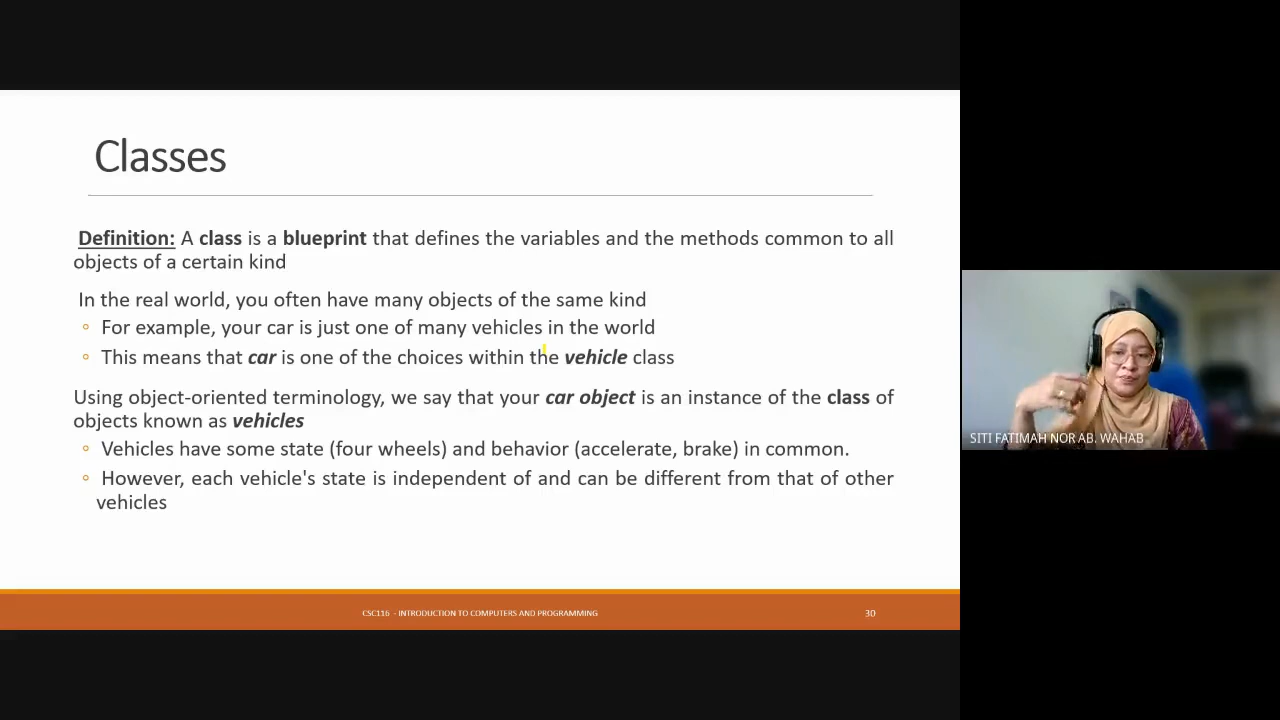 Classes
Definition: A class is a blueprint that defines the variables and the methods common to all
objects of a certain kind
In the real world, you often have many objects of the same kind
◦ For example, your car is just one of many vehicles in the world
◦ This means that car is one of the choices within the vehicle class
Using object-oriented terminology, we say that your car object is an instance of the class of
objects known as vehicles
◦ Vehicles have some state (four wheels) and behavior (accelerate, brake) in common.
◦ However, each vehicle's state is independent of and can be different from that of other
vehicles
CSC116 - INTRODUCTION TO COMPUTERS AND PROGRAMMING
30
SITI FATIMAH NOR AB. WAHAB